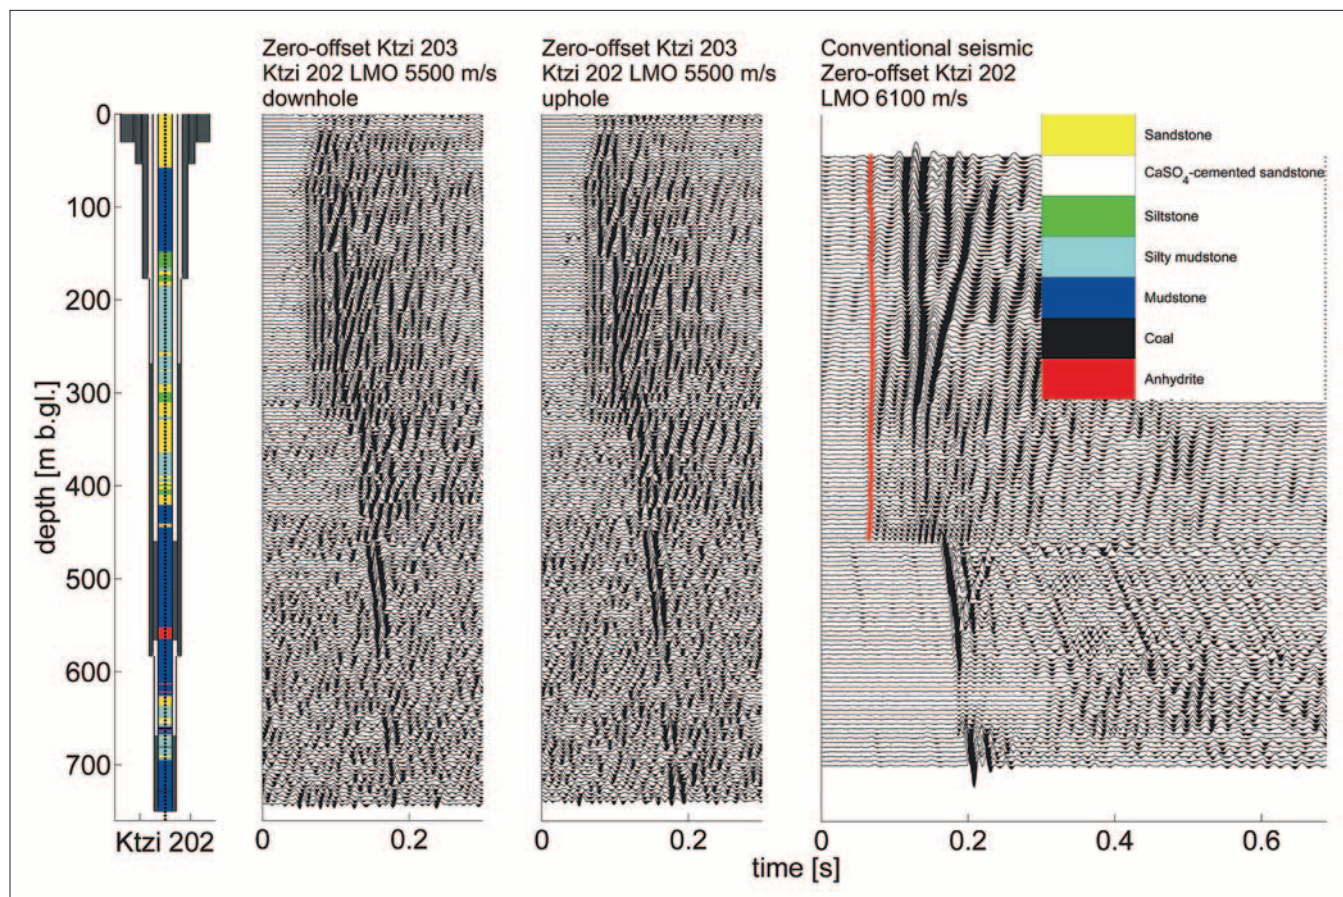 Zero-offset Ktzi 203
Ktzi 202 LMO 5500 m/s
downhole
Zero-offset Ktzi 203
Ktzi 202 LMO 5500 m/s
uphole
Conventional seismic
Zero-offset Ktzi 202
LMO 6100 m/s
0
100
200
300
400
500
600
700
depth [m b.gl.]
Sandstone
CaSO4-cemented sandstone
Siltstone
Silty mudstone
Mudstone
Coal
Anhydrite
Ktzi 202
0
0.2
0
0.2
0
0.2
0.4
0.6
time [s]